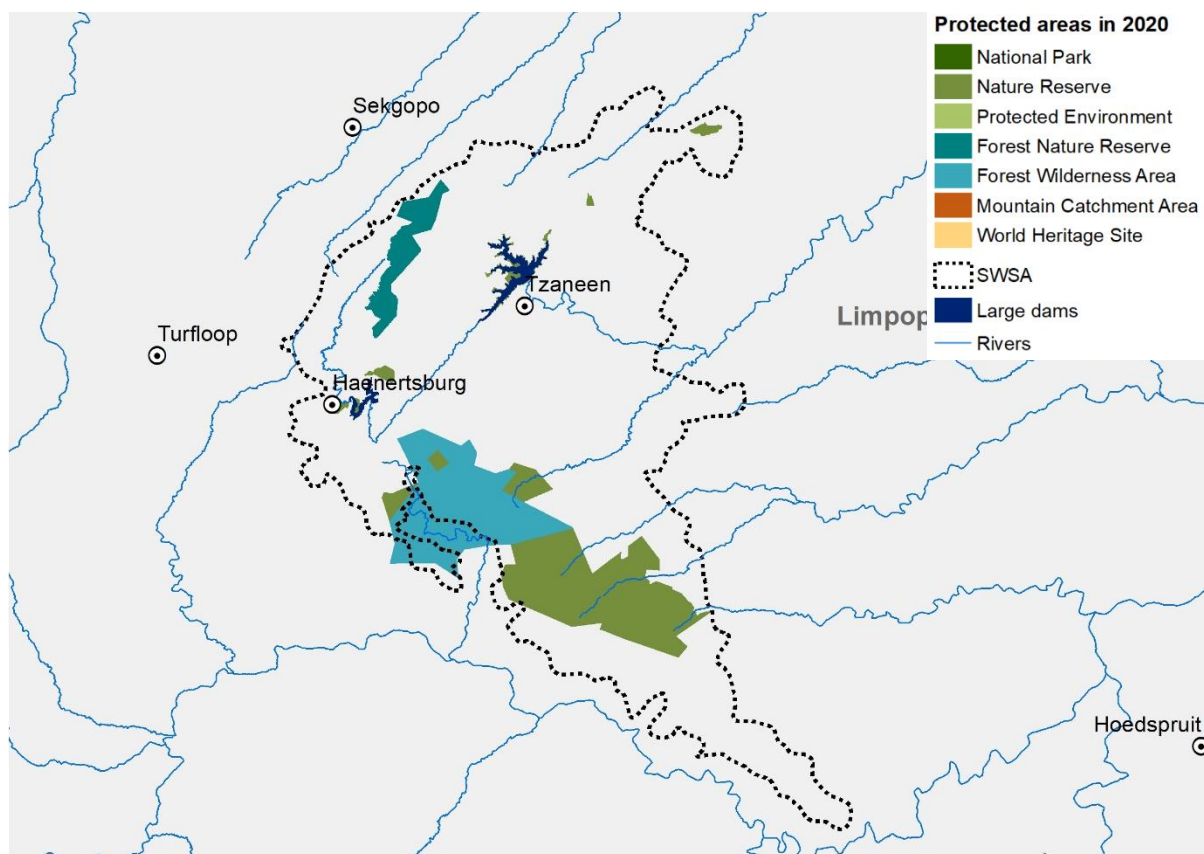 Protected areas in 2020
National Park
Nature Reserve
Protected Environment
Forest Nature Reserve
Forest Wilderness Area
Mountain Catchment Area
World Heritage Site
SWSA
Large dams
Rivers
Sekgopo
Tzaneen
Limpop
Turfloop
Haenertsburg
Hoedspruit